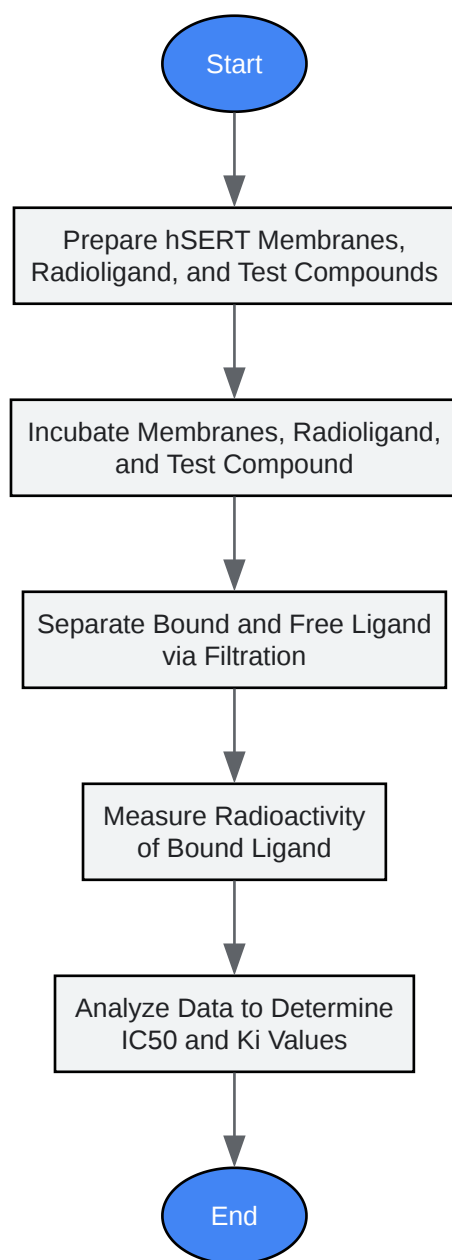 Start
Prepare hSERT Membranes,
Radioligand, and Test Compounds
Incubate Membranes, Radioligand,
and Test Compound
Separate Bound and Free Ligand
via Filtration
Measure Radioactivity
of Bound Ligand
Analyze Data to Determine
IC50 and Ki Values
End